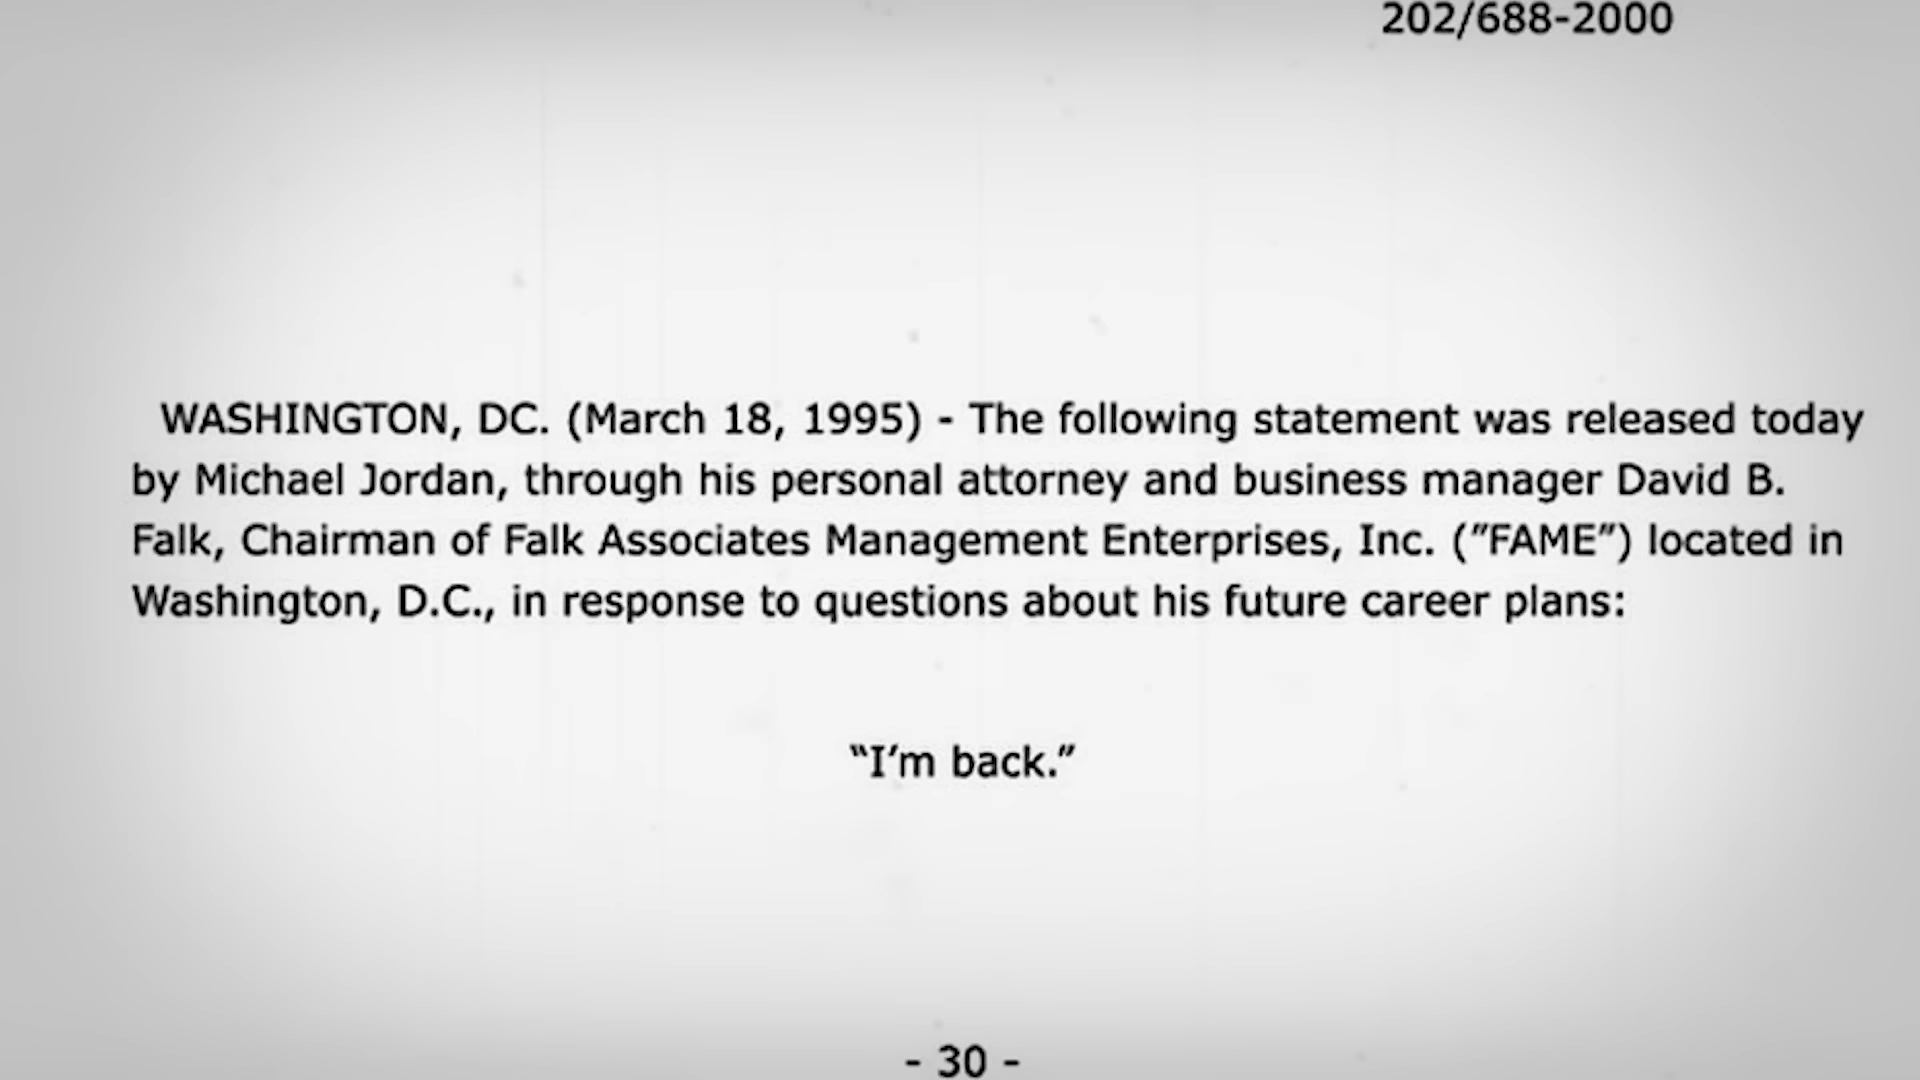 202/688-2000
WASHINGTON, DC. (March 18, 1995) - The following statement was released today
by Michael Jordan, through his personal attorney and business manager David B.
Falk, Chairman of Falk Associates Management Enterprises, Inc. ("FAME") located in
Washington, D.C., in response to questions about his future career plans:
“I’m back.”
- 30 -